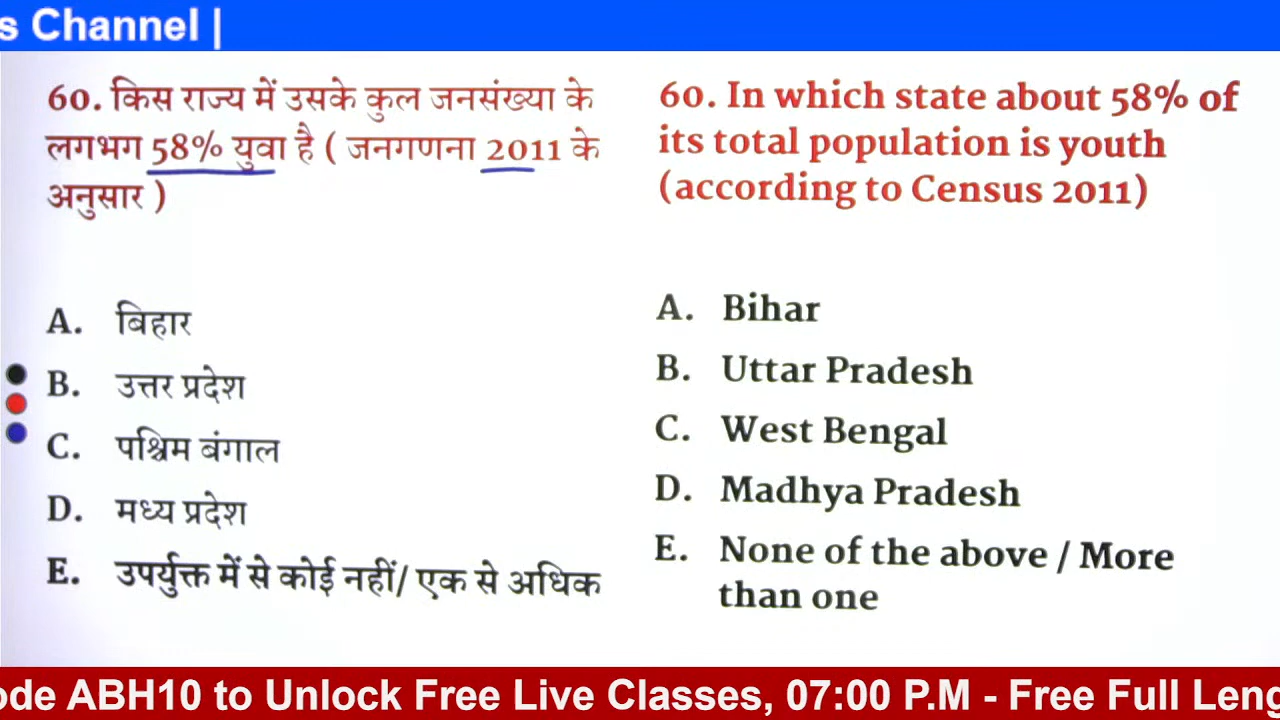 s Channel |
60. किस राज्य में उसके कुल जनसंख्या के
लगभग 58% युवा है ( जनगणना 2011 के
अनुसार )
A. बिहार
B. उत्तर प्रदेश
C. पश्चिम बंगाल
D. मध्य प्रदेश
E. उपर्युक्त में से कोई नहीं/ एक से अधिक
60. In which state about 58% of
its total population is youth
(according to Census 2011)
A. Bihar
B. Uttar Pradesh
C. West Bengal
D. Madhya Pradesh
E. None of the above / More
than one
ode ABH10 to Unlock Free Live Classes, 07:00 P.M - Free Full Leng